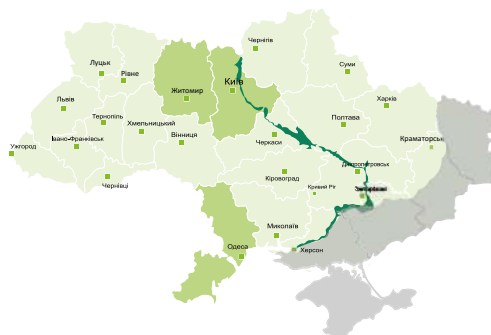 Чернігів
Луцьк
Рівне
Житомир
Київ
Суми
Львів
Тернопіль
Хмельницький
Харків
Полтава
Ужгород
Івано-Франківськ
Вінниця
Черкаси
Краматорськ
Чернівці
Кіровоград
Дніпропетровськ
Кривий Ріг
Миколаїв
Одеса
Херсон